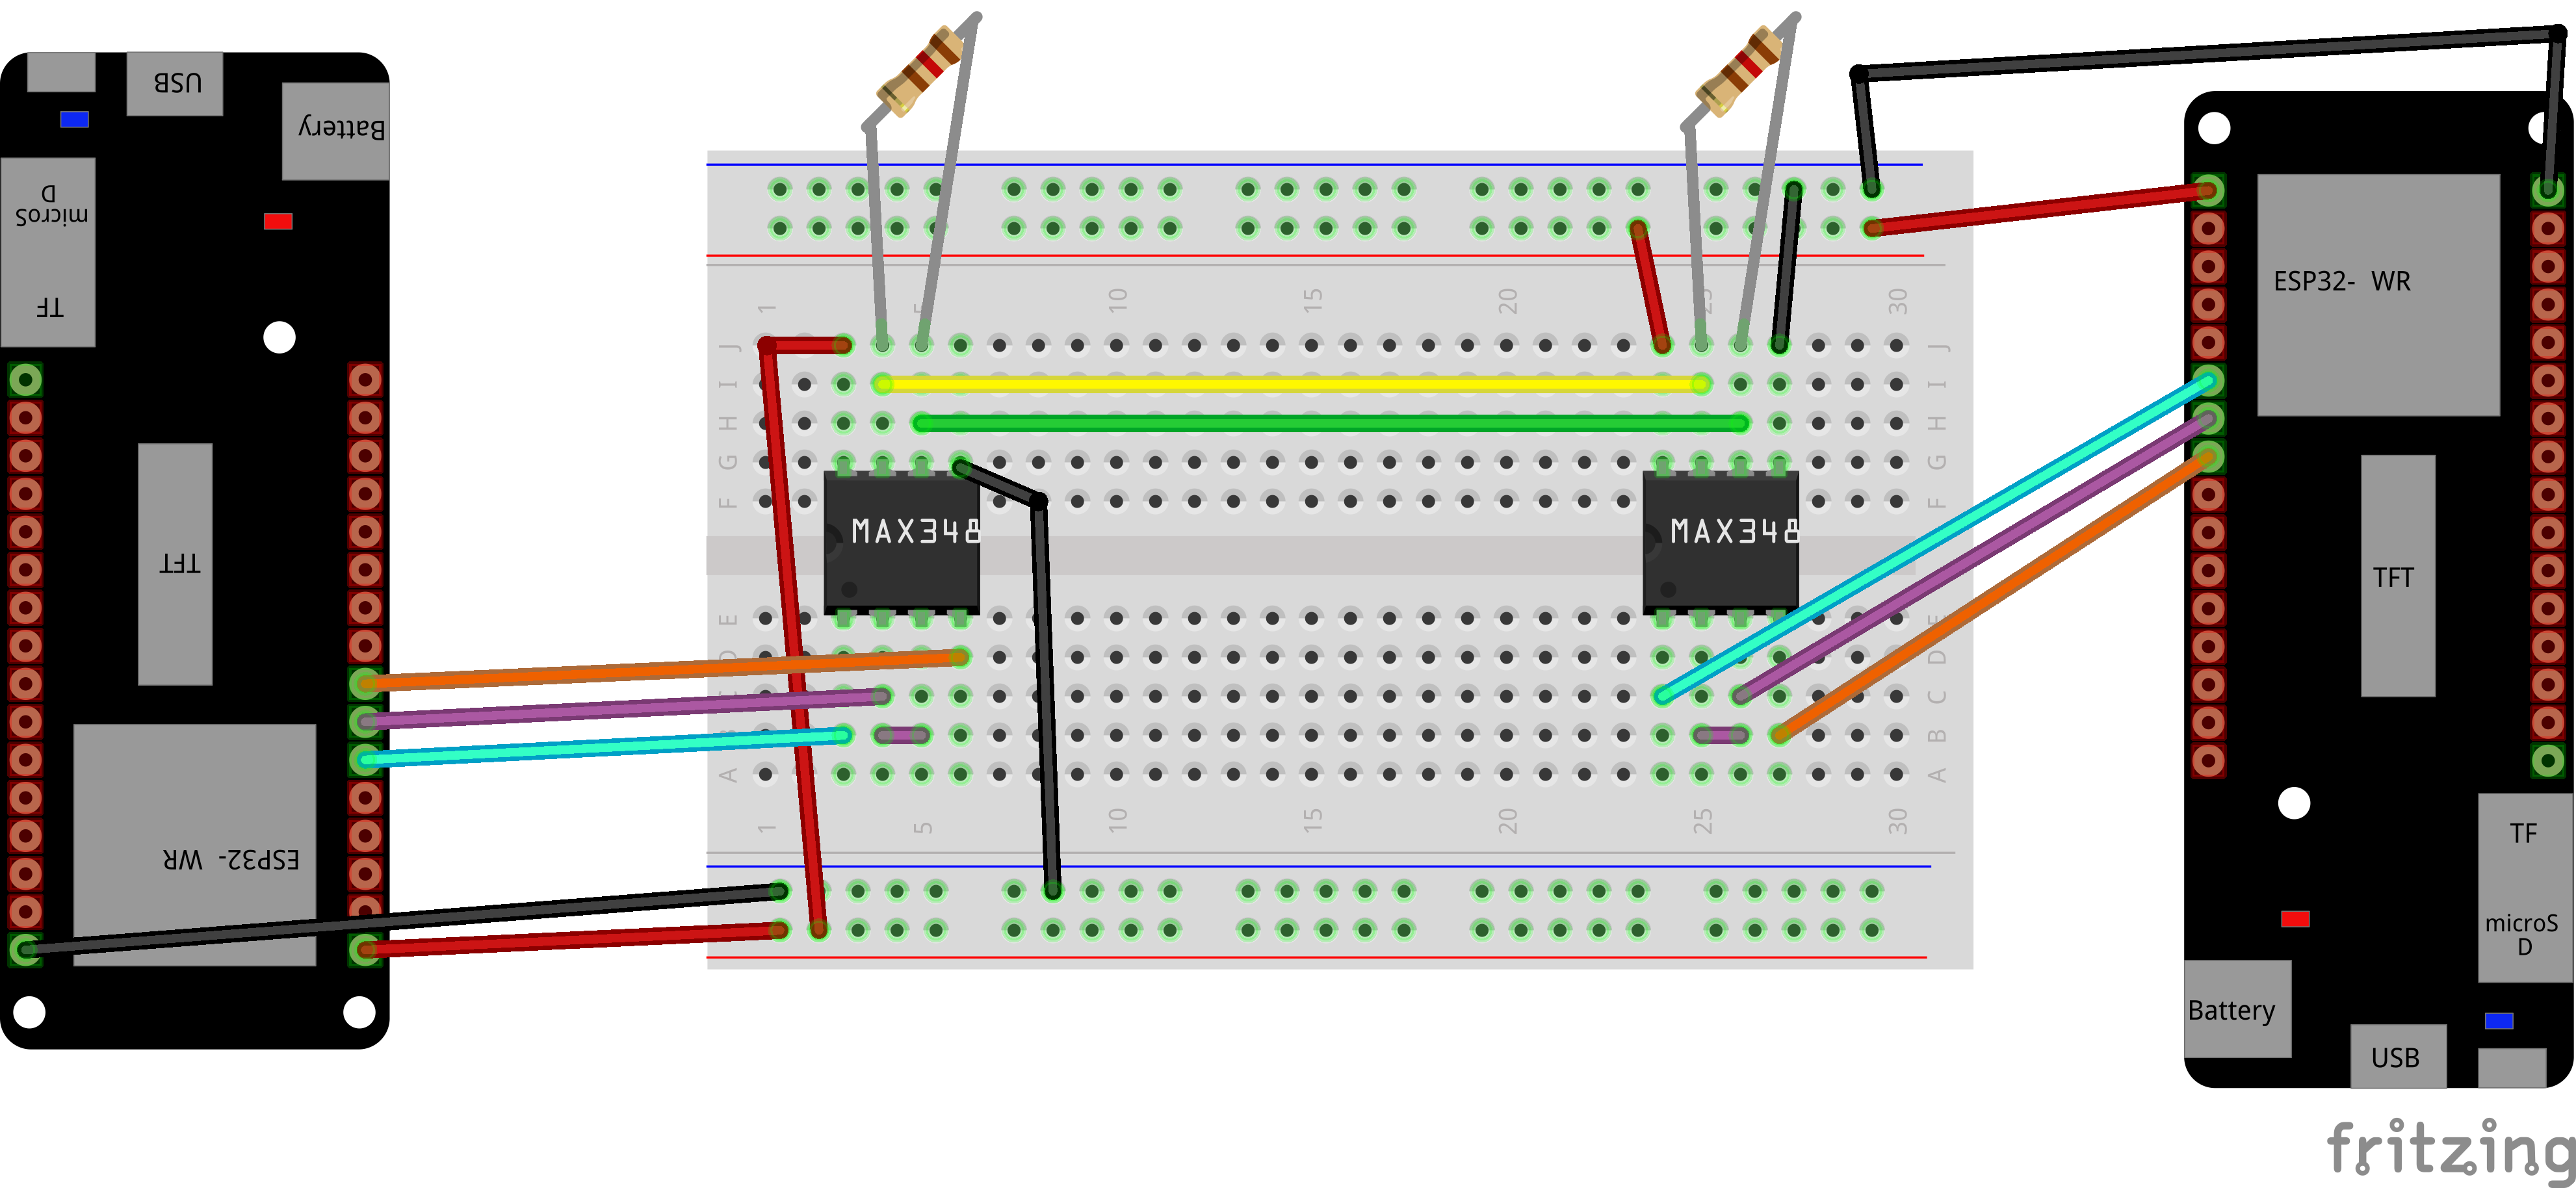 USB
Battery
microS
D
TF
TFT
ESP32- WR
1
5
10
15
20
25
30
J
I
H
G
F
E
D
C
B
A
J
I
H
G
F
E
D
C
B
A
MAX348
MAX348
1
5
10
15
20
25
30
ESP32- WR
TFT
TF
microS
D
Battery
USB
fritzing